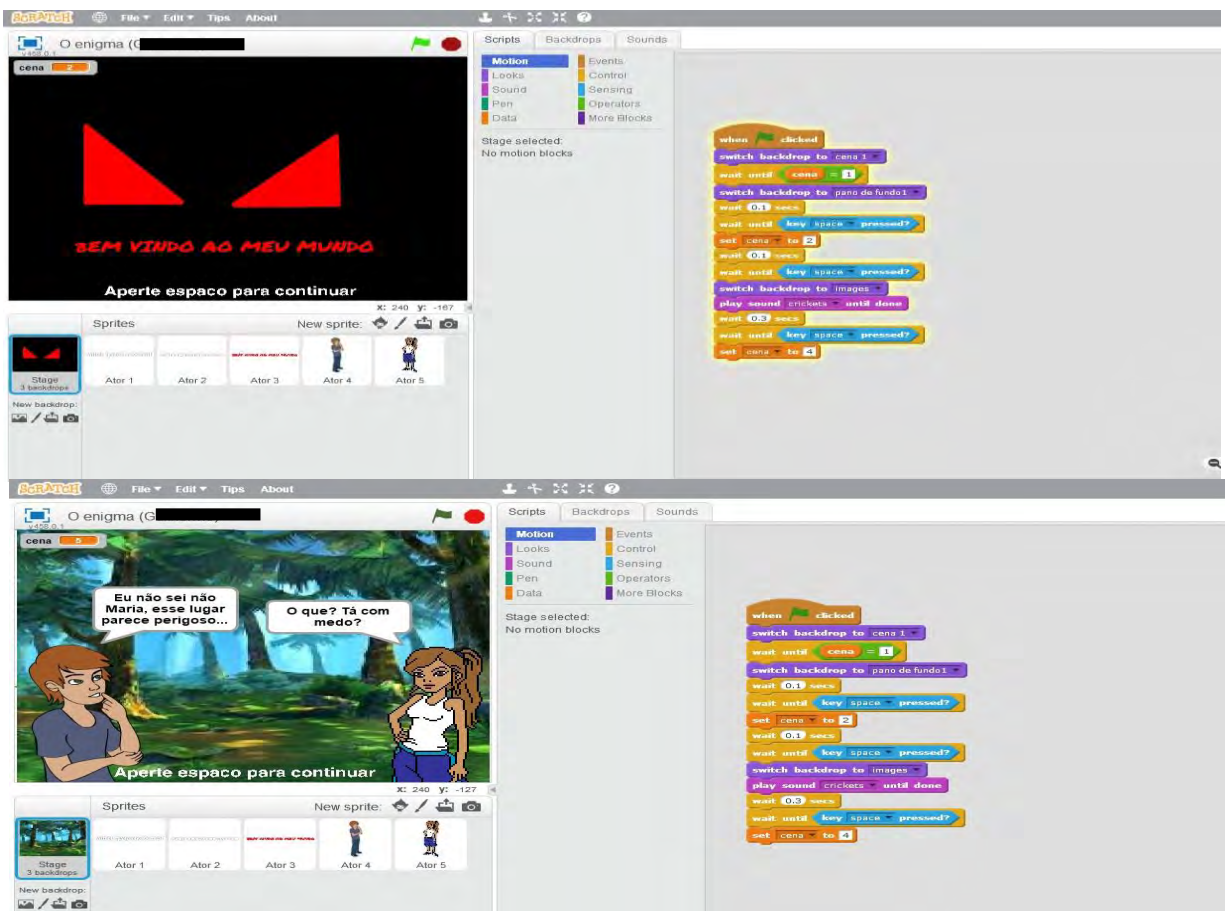 SCRATCH File Edit Tips About
O enigma (G
v458.0.1
cena 2
BEM VINDO AO MEU MUNDO
Aperte espaco para continuar
x: 240 y: -167
Sprites New sprite:
Stage
3 backdrops
New backdrop:
BEM VINDO AO MEU MUNDO
Ator 1 Ator 2 Ator 3 Ator 4 Ator 5
Scripts Backdrops Sounds
Motion Events
Looks Control
Sound Sensing
Pen Operators
Data More Blocks
Stage selected:
No motion blocks
when clicked
switch backdrop to cena 1
wait until cena = 1
switch backdrop to pano de fundo1
wait 0.1 secs
wait until key space pressed?
set cena to 2
wait 0.1 secs
wait until key space pressed?
switch backdrop to images
play sound crickets until done
wait 0.3 secs
wait until key space pressed?
set cena to 4
SCRATCH File Edit Tips About
O enigma (G
v458.0.1
cena 5
Eu não sei não
Maria, esse lugar
parece perigoso...
O que? Tá com
medo?
Aperte espaco para continuar
x: 240 y: -127
Sprites New sprite:
Stage
3 backdrops
New backdrop:
BEM VINDO AO MEU MUNDO
Ator 1 Ator 2 Ator 3 Ator 4 Ator 5
Scripts Backdrops Sounds
Motion Events
Looks Control
Sound Sensing
Pen Operators
Data More Blocks
Stage selected:
No motion blocks
when clicked
switch backdrop to cena 1
wait until cena = 1
switch backdrop to pano de fundo1
wait 0.1 secs
wait until key space pressed?
set cena to 2
wait 0.1 secs
wait until key space pressed?
switch backdrop to images
play sound crickets until done
wait 0.3 secs
wait until key space pressed?
set cena to 4